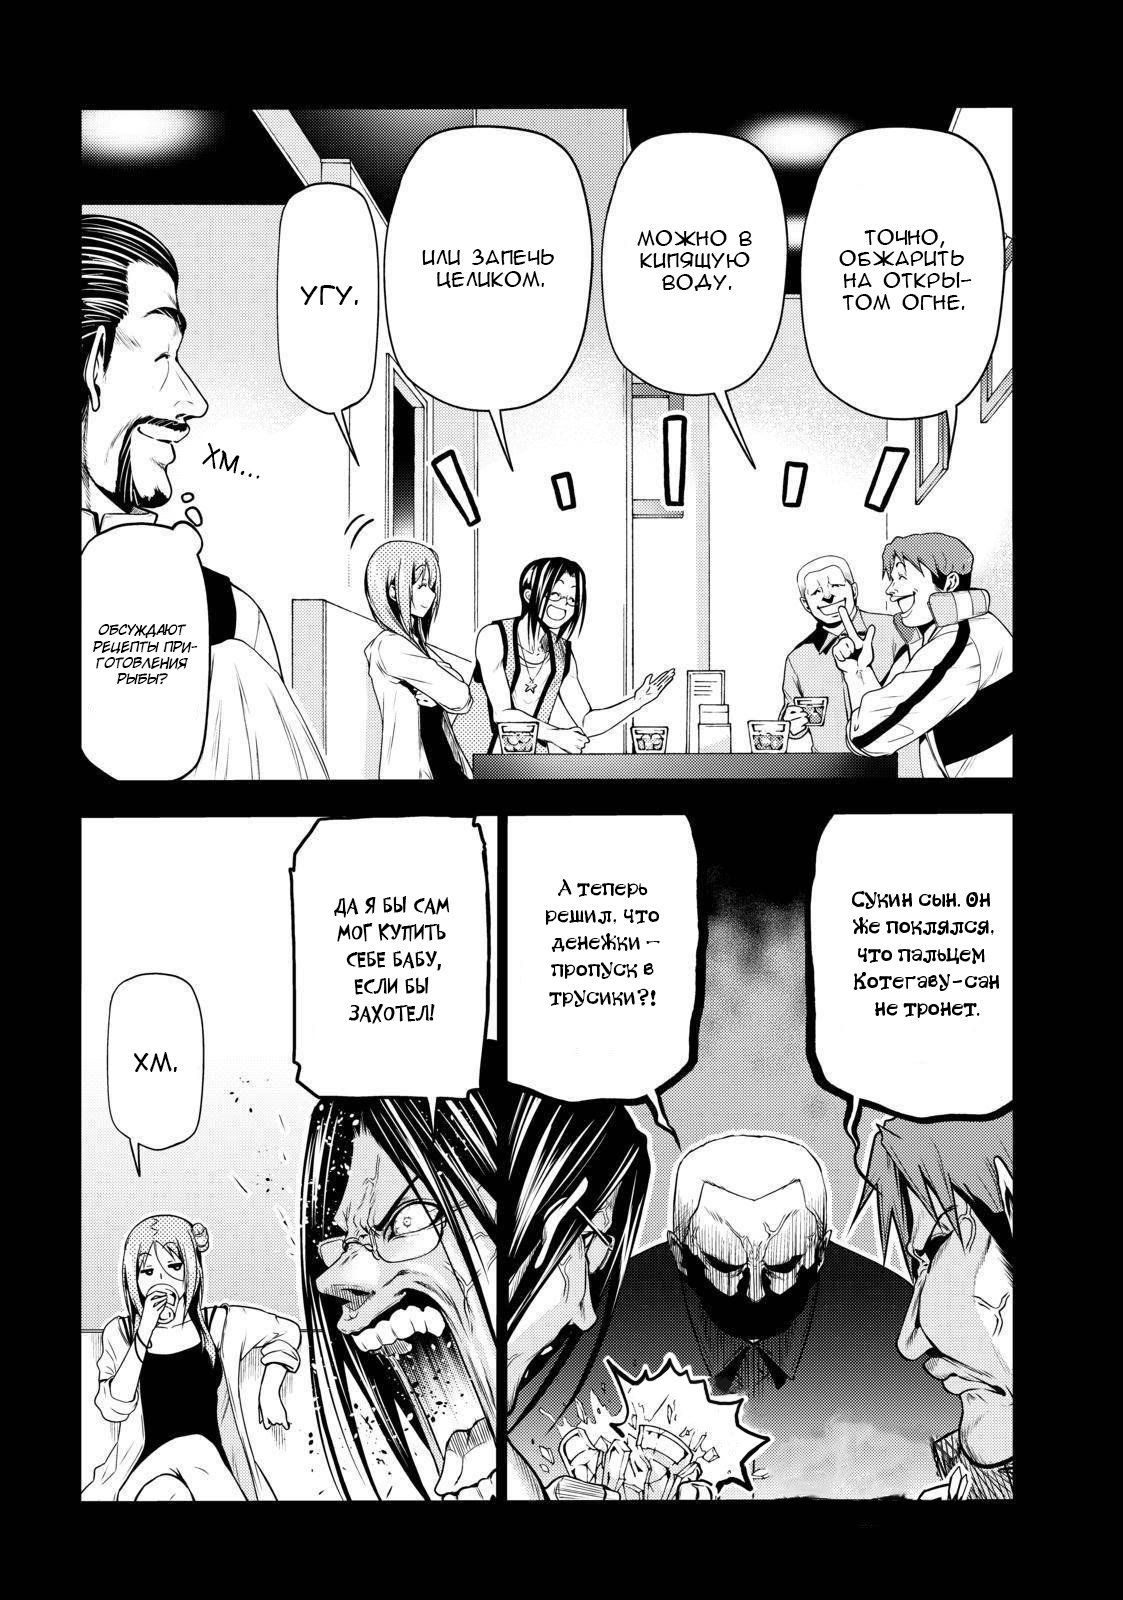 ТОЧНО,
ОБЖАРИТЬ
НА ОТКРЫ-
ТОМ ОГНЕ.
МОЖНО В
КИПЯЩУЮ
ВОДУ.
ИЛИ ЗАПЕЧЬ
ЦЕЛИКОМ.
УГУ.
ХМ...
ОБСУЖДАЮТ
РЕЦЕПТЫ ПРИ-
ГОТОВЛЕНИЯ
РЫБЫ?
СУКИН СЫН. ОН
ЖЕ ПОКЛЯЛСЯ,
ЧТО ПАЛЬЦЕМ
КОТЕГАВУ-САН
НЕ ТРОНЕТ.
А ТЕПЕРЬ
РЕШИЛ, ЧТО
ДЕНЕЖКИ –
ПРОПУСК В
ТРУСИКИ?!
ДА Я БЫ САМ
МОГ КУПИТЬ
СЕБЕ БАБУ,
ЕСЛИ БЫ
ЗАХОТЕЛ!
ХМ.